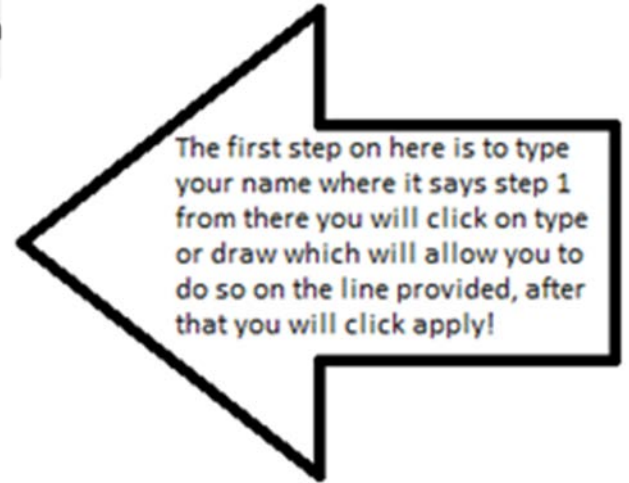 The first step on here is to type
your name where it says step 1
from there you will click on type
or draw which will allow you to
do so on the line provided, after
that you will click apply!